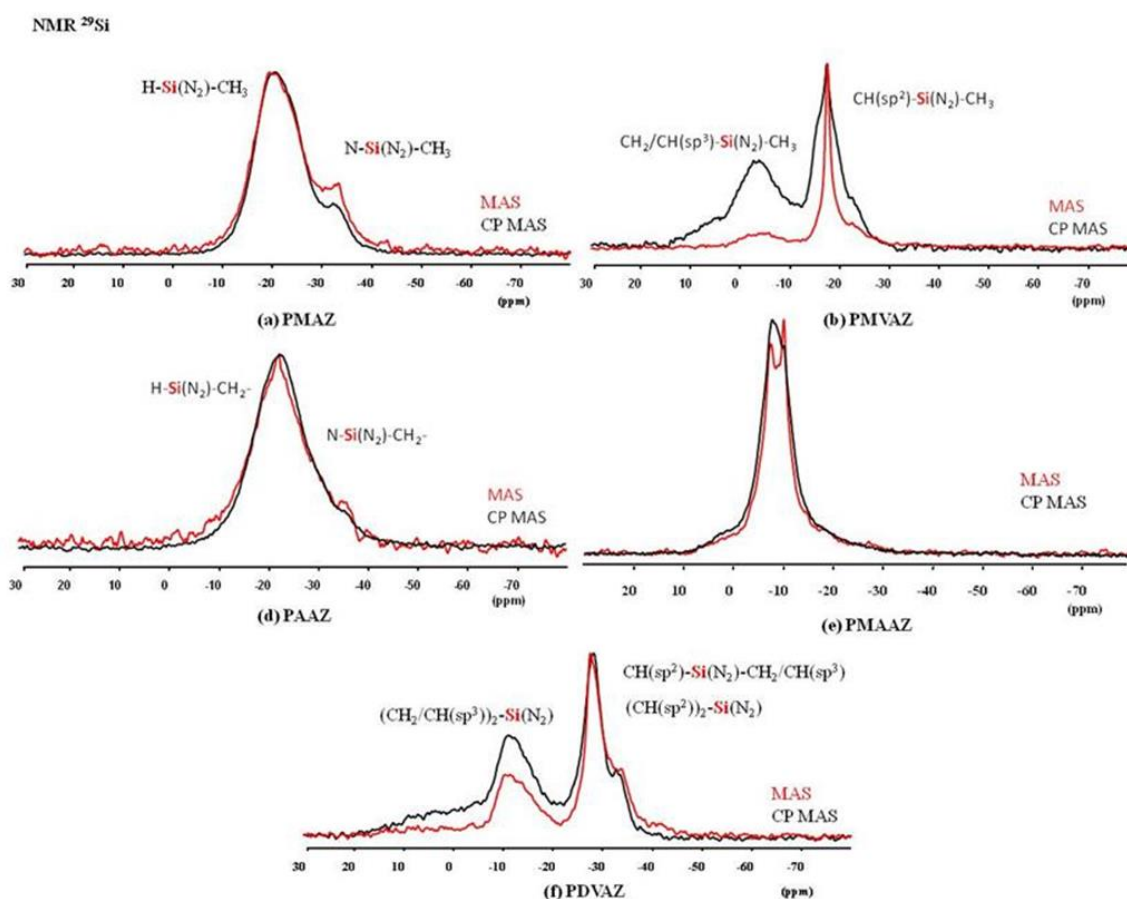 NMR ²⁹Si
H-Si(N₂)-CH₃
N-Si(N₂)-CH₃
MAS
CP MAS
30 20 10 0 -10 -20 -30 -40 -50 -60 -70
(ppm)
(a) PMAZ
CH(sp²)-Si(N₂)-CH₃
CH₂/CH(sp³)-Si(N₂)-CH₃
MAS
CP MAS
30 20 10 0 -10 -20 -30 -40 -50 -60 -70
(ppm)
(b) PMVAZ
H-Si(N₂)-CH₂-
N-Si(N₂)-CH₂-
MAS
CP MAS
30 20 10 0 -10 -20 -30 -40 -50 -60 -70
(ppm)
(d) PAAZ
MAS
CP MAS
20 10 0 -10 -20 -30 -40 -50 -60 -70
(ppm)
(e) PMAAZ
CH(sp²)-Si(N₂)-CH₂/CH(sp³)
(CH₂/CH(sp³))₂-Si(N₂)
(CH(sp²))₂-Si(N₂)
MAS
CP MAS
30 20 10 0 -10 -20 -30 -40 -50 -60 -70
(ppm)
(f) PDVAZ